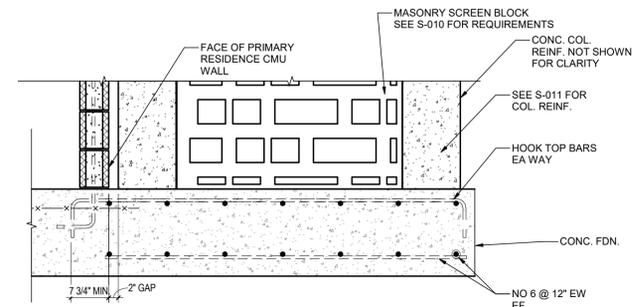 MASONRY SCREEN BLOCK
SEE S-010 FOR REQUIREMENTS
FACE OF PRIMARY
RESIDENCE CMU
WALL
CONC. COL.
REINF. NOT SHOWN
FOR CLARITY
SEE S-011 FOR
COL. REINF.
HOOK TOP BARS
EA WAY
CONC. FDN.
7 3/4" MIN.
2" GAP
NO 6 @ 12" EW
EF